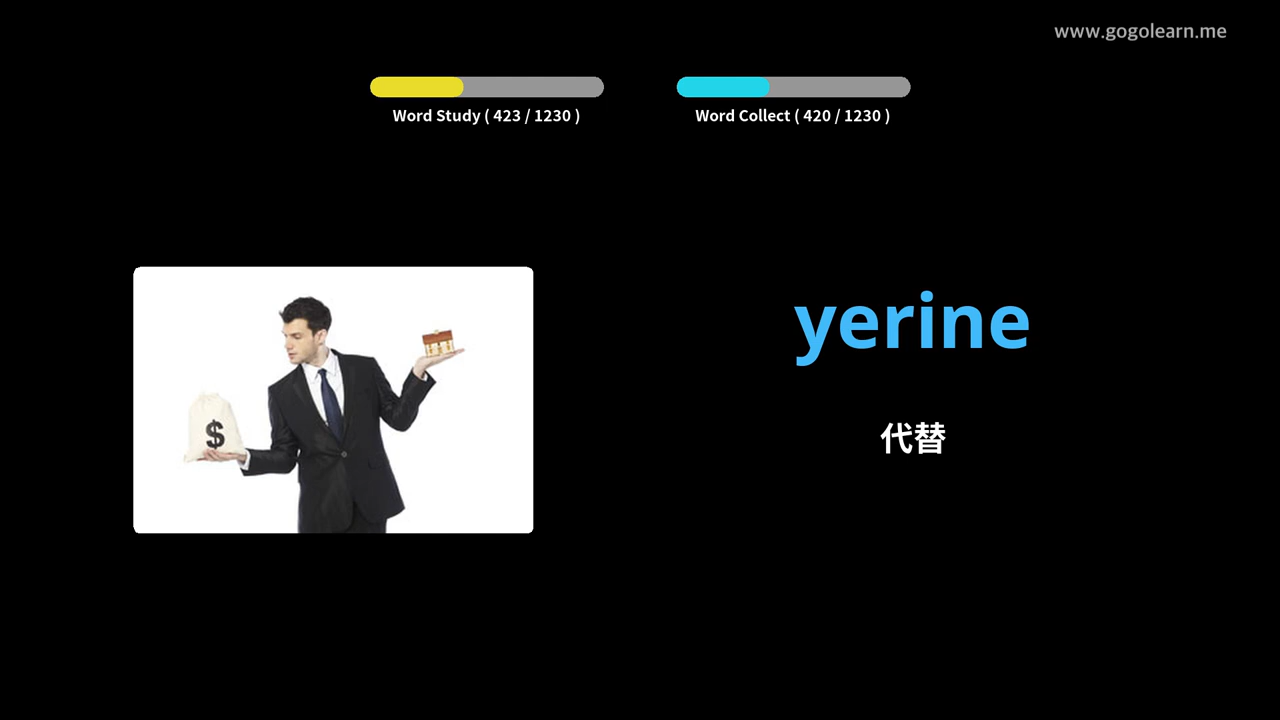 www.gogolearn.me
Word Study ( 423 / 1230 )
Word Collect ( 420 / 1230 )
yerine
代替
$